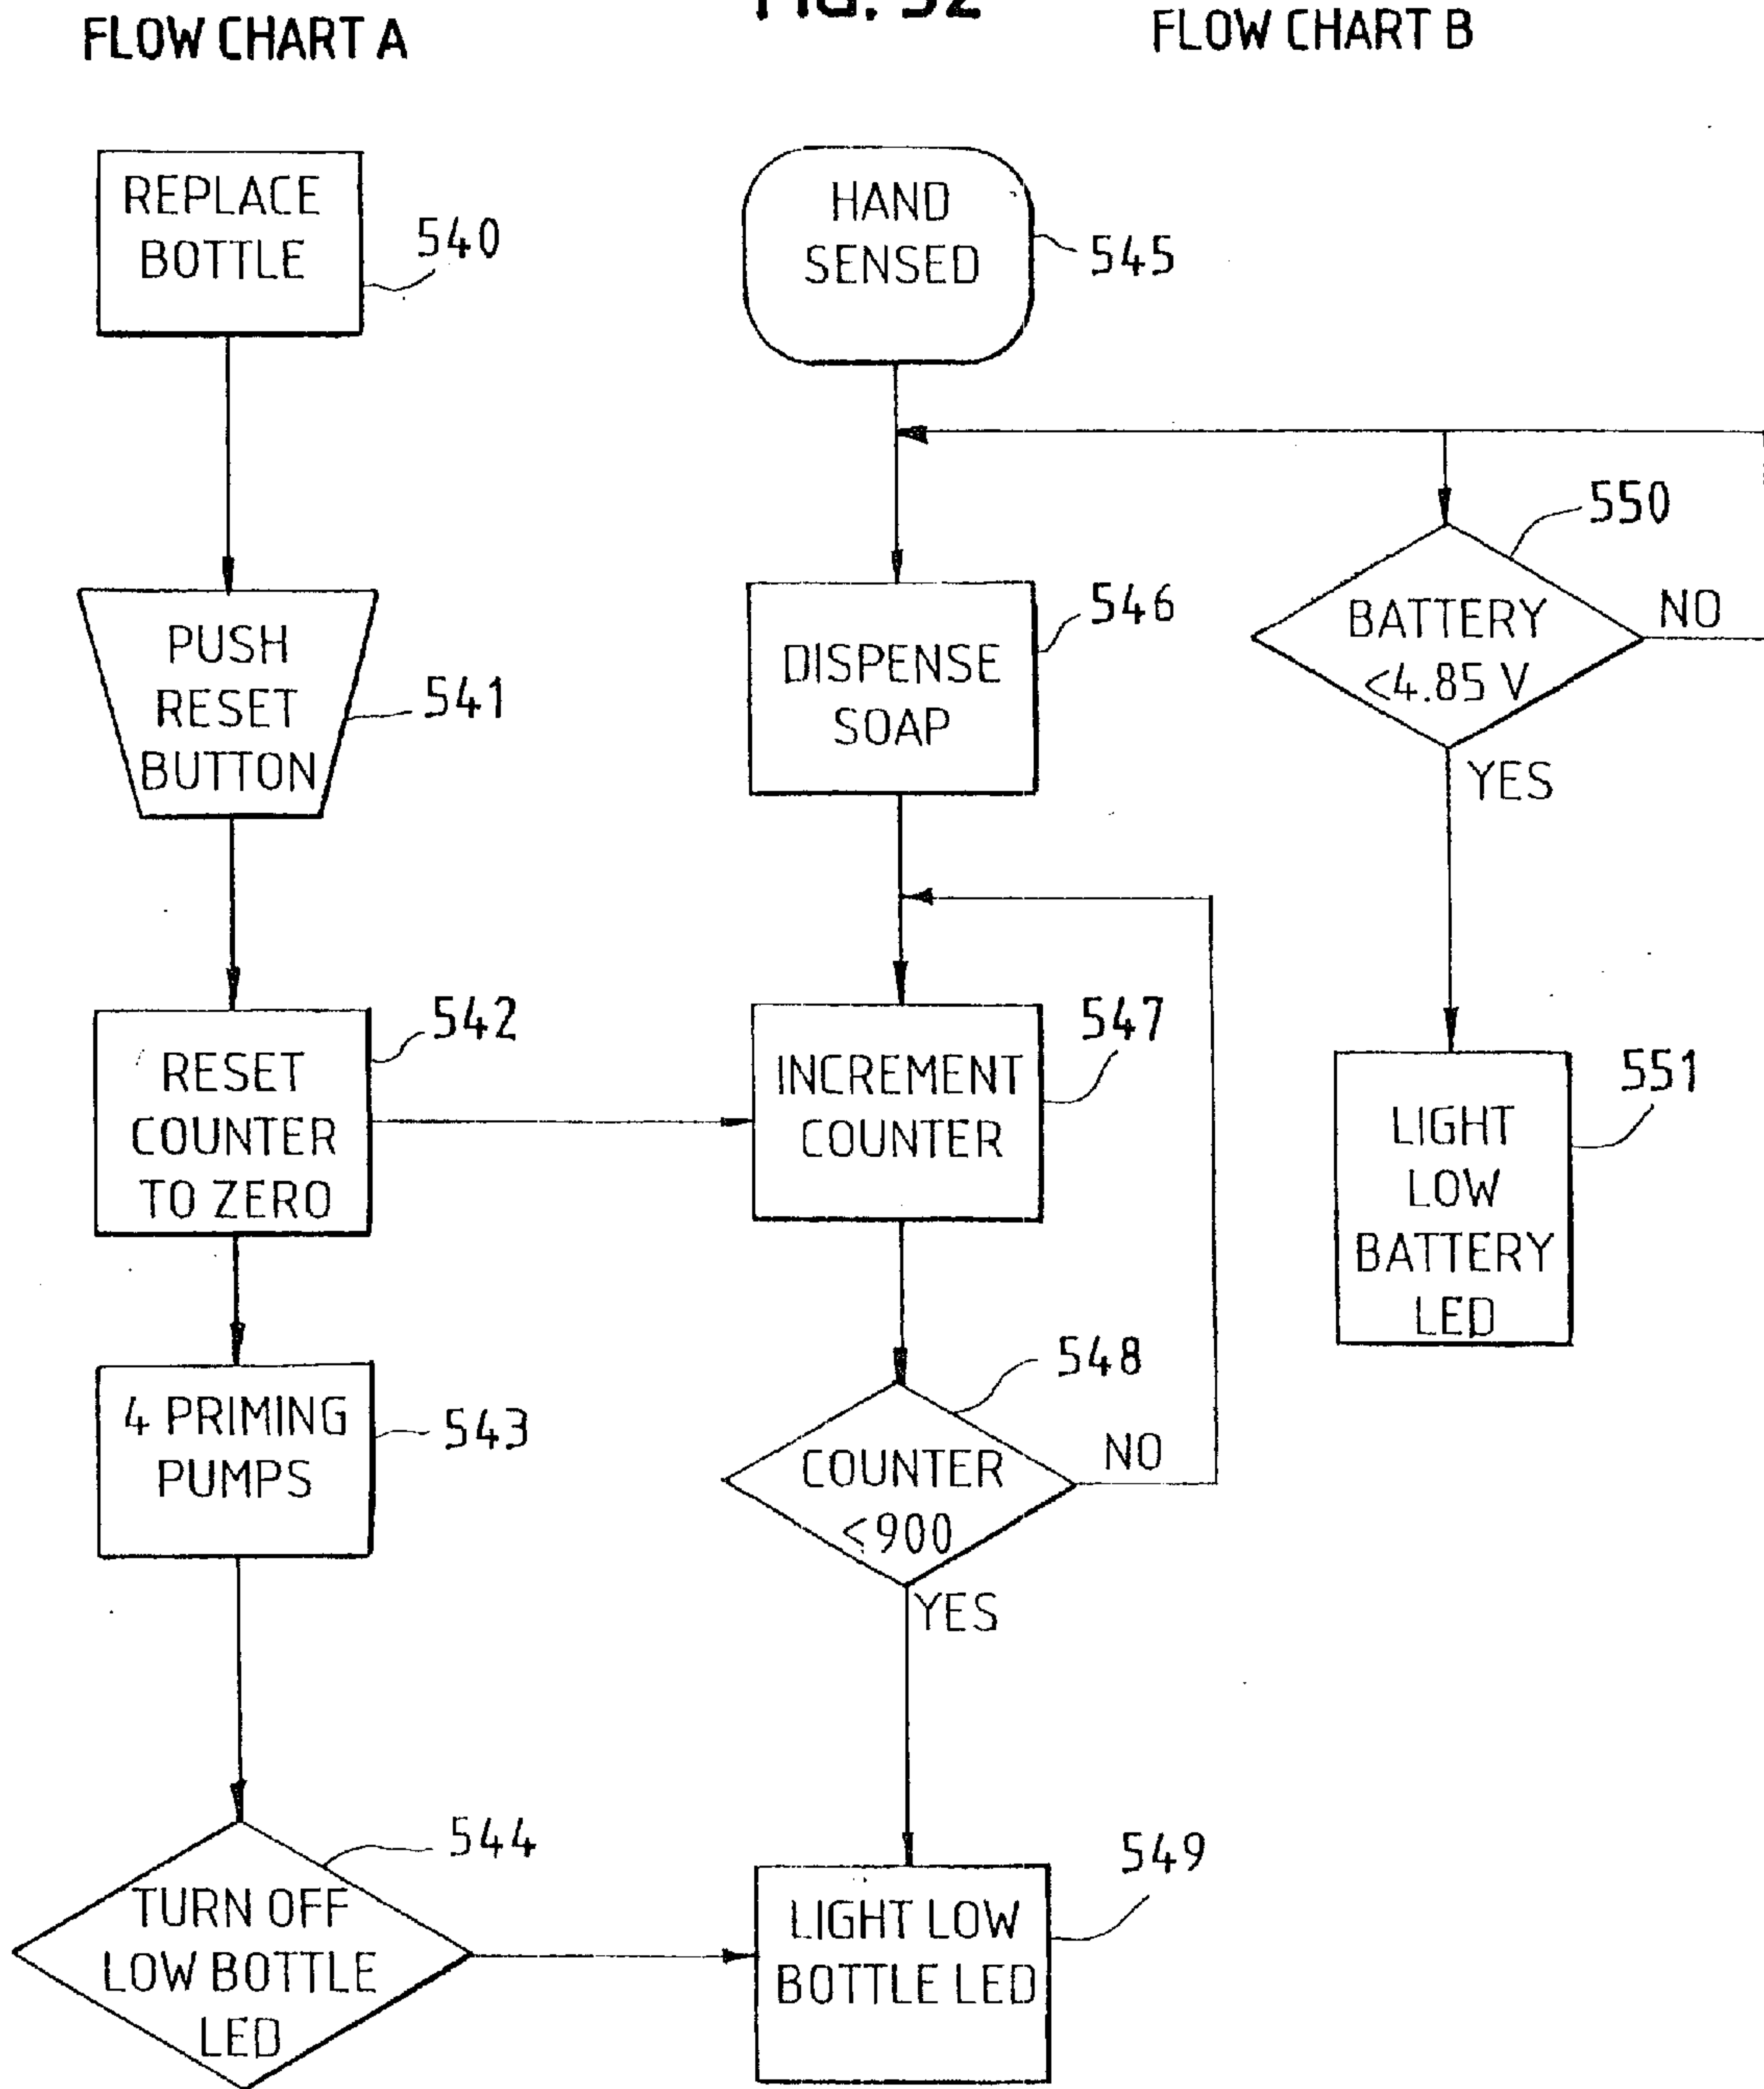 FIG. 52
FLOW CHART A
FLOW CHART B
REPLACE
BOTTLE
540
PUSH
RESET
BUTTON
541
RESET
COUNTER
TO ZERO
542
4 PRIMING
PUMPS
543
TURN OFF
LOW BOTTLE
LED
544
HAND
SENSED
545
DISPENSE
SOAP
546
INCREMENT
COUNTER
547
COUNTER
<900
548
NO
YES
LIGHT LOW
BOTTLE LED
549
BATTERY
<4.85 V
550
NO
YES
LIGHT
LOW
BATTERY
LED
551